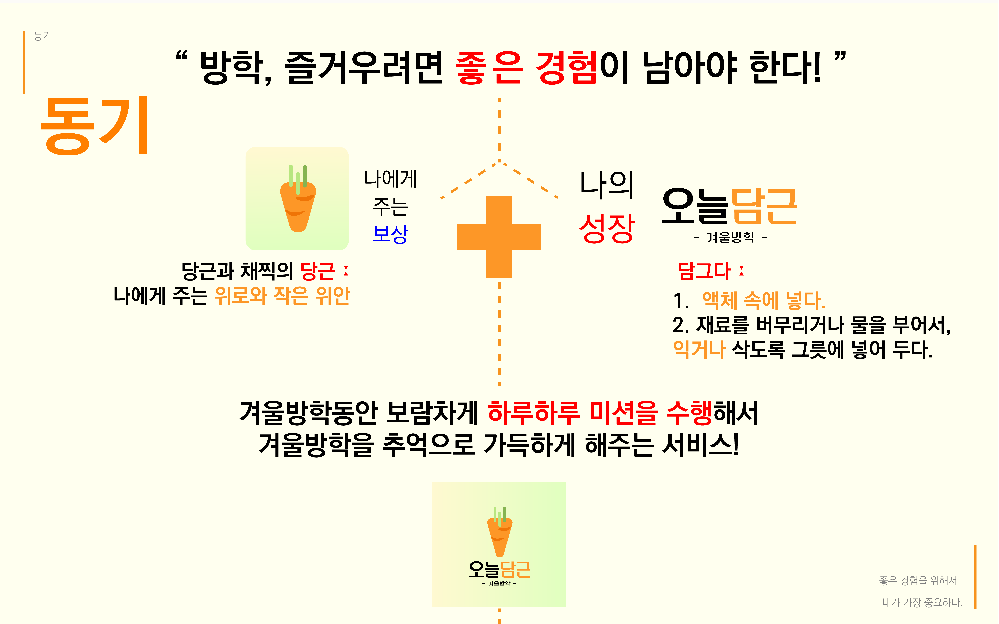 동기
“ 방학, 즐거우려면 좋은 경험이 남아야 한다! ”
동기
나에게
주는
보상
당근과 채찍의 당근 :
나에게 주는 위로와 작은 위안
나의
성장
오늘담근
- 겨울방학 -
담그다 :
1. 액체 속에 넣다.
2. 재료를 버무리거나 물을 부어서,
익거나 삭도록 그릇에 넣어 두다.
겨울방학동안 보람차게 하루하루 미션을 수행해서
겨울방학을 추억으로 가득하게 해주는 서비스!
오늘담근
- 겨울방학 -
좋은 경험을 위해서는
내가 가장 중요하다.